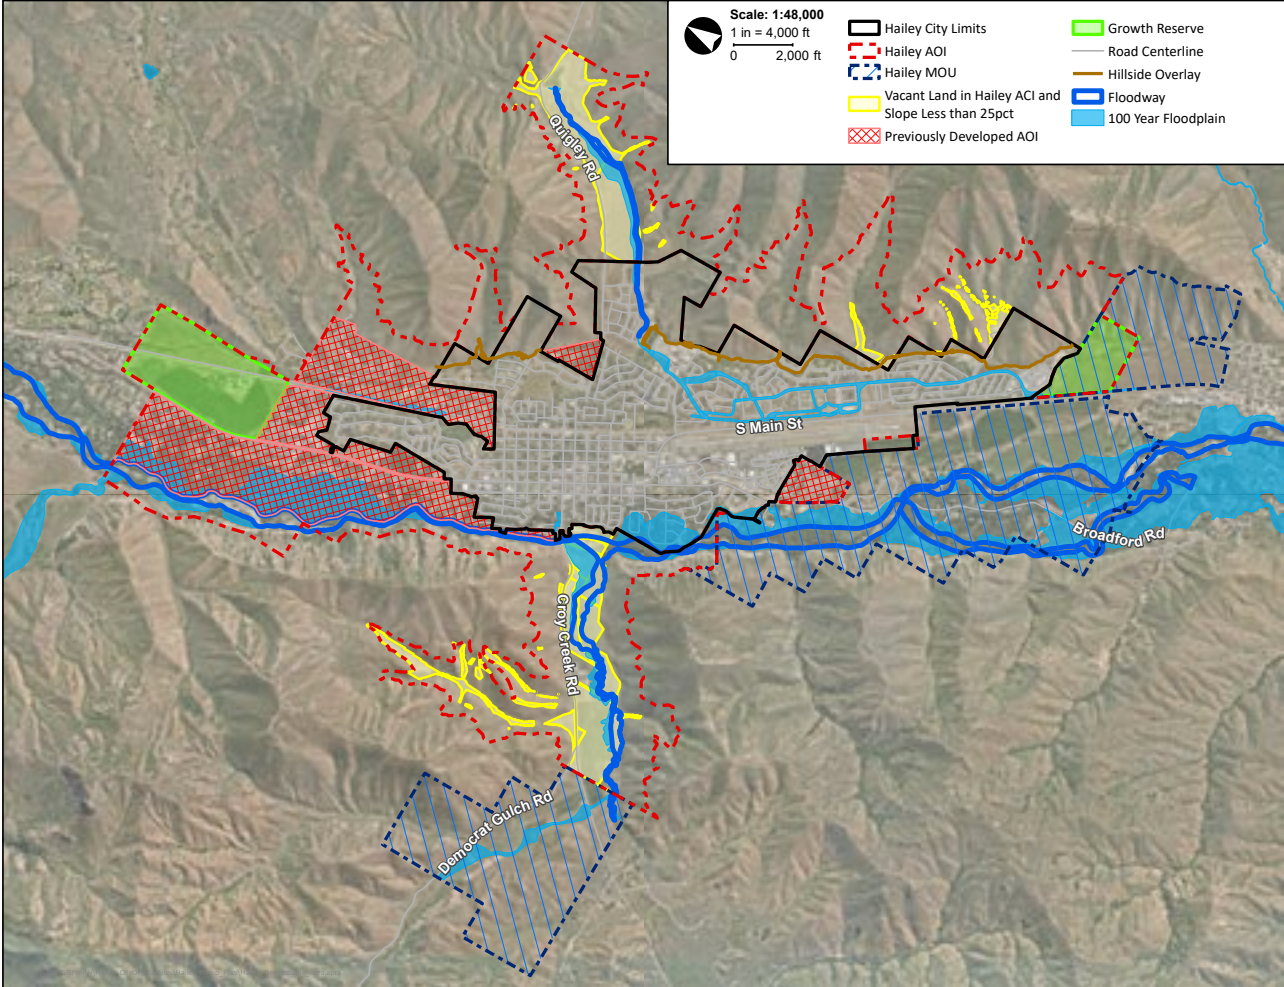 Scale: 1:48,000
1 in = 4,000 ft
0 2,000 ft
Hailey City Limits
Hailey AOI
Hailey MOU
Vacant Land in Hailey ACI and
Slope Less than 25pct
Previously Developed AOI
Growth Reserve
Road Centerline
Hillside Overlay
Floodway
100 Year Floodplain
Quigley Rd
S Main St
Broadford Rd
Croy Creek Rd
Democrat Gulch Rd